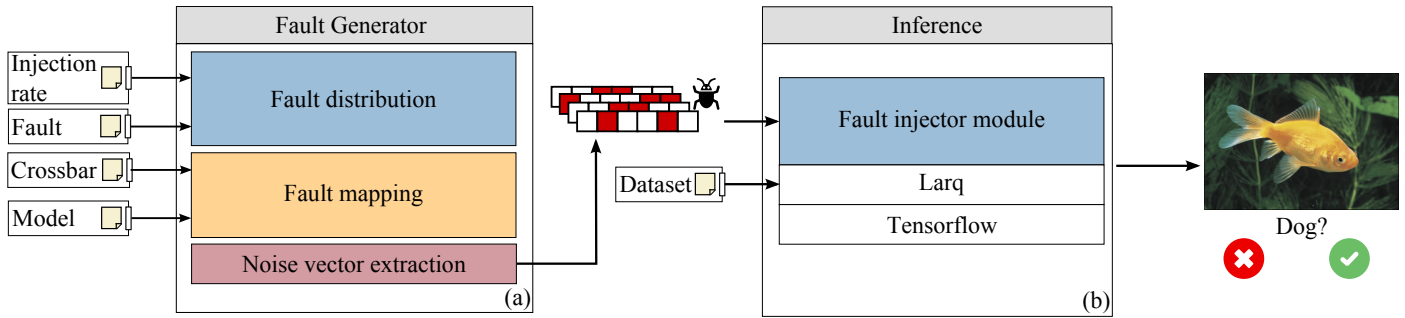 Fault Generator
Injection
rate
Fault
Crossbar
Model
Fault distribution
Fault mapping
Noise vector extraction
(a)
Dataset
Inference
Fault injector module
Larq
Tensorflow
(b)
Dog?